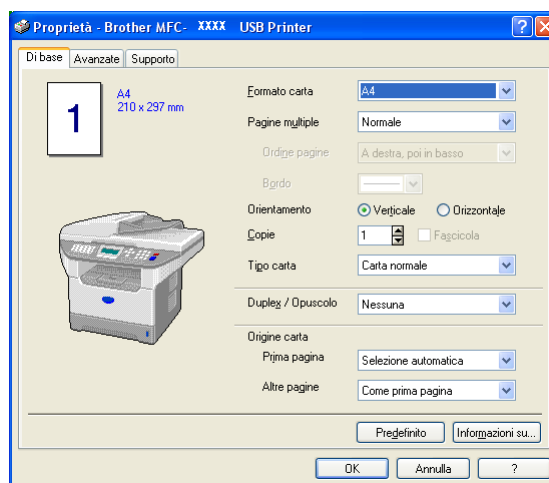 Proprietà - Brother MFC- XXXX USB Printer
Di base Avanzate Supporto
1
A4
210 x 297 mm
Formato carta A4
Pagine multiple Normale
Ordine pagine A destra, poi in basso
Bordo
Orientamento Verticale Orizzontale
Copie 1 Fascicola
Tipo carta Carta normale
Duplex / Opuscolo Nessuna
Origine carta
Prima pagina Selezione automatica
Altre pagine Come prima pagina
Predefinito Informazioni su...
OK Annulla ?